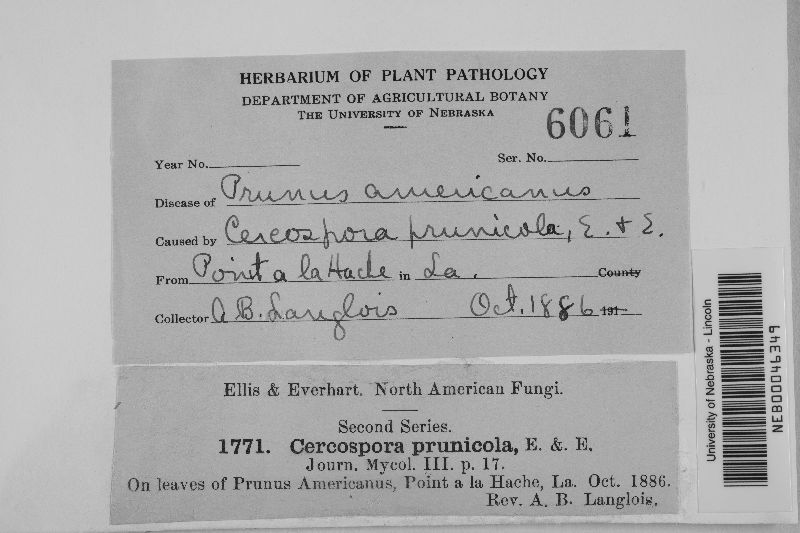 HERBARIUM OF PLANT PATHOLOGY
DEPARTMENT OF AGRICULTURAL BOTANY
THE UNIVERSITY OF NEBRASKA
6061
Year No. Ser. No.
Disease of Prunus americanus
Caused by Cercospora prunicola, E. & E.
From Point a la Hache in La. County
Collector A B. Langlois Oct. 1886 191
Ellis & Everhart. North American Fungi.
Second Series.
1771. Cercospora prunicola, E. & E.
Journ. Mycol. III. p. 17.
On leaves of Prunus Americanus, Point a la Hache, La. Oct. 1886.
Rev. A. B. Langlois.
University of Nebraska - Lincoln
NEB00046349